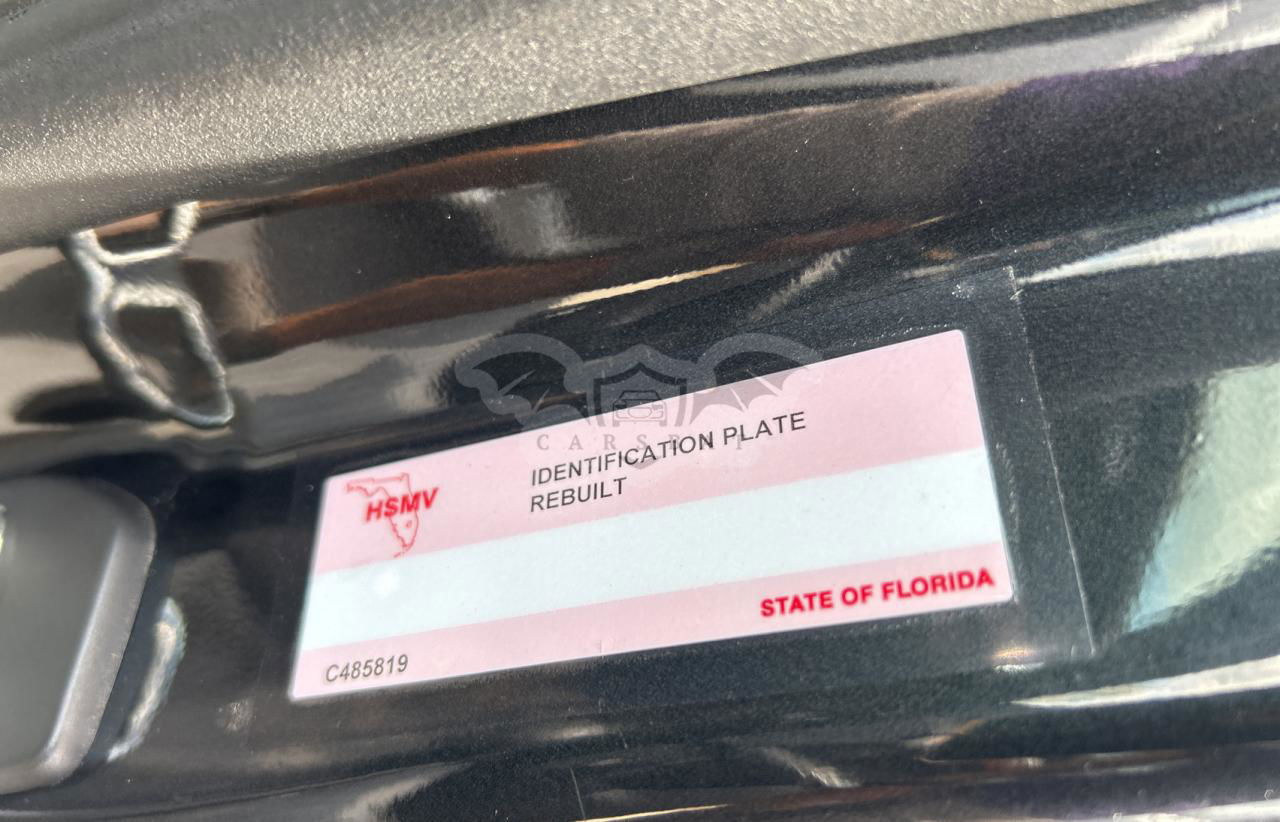 IDENTIFICATION PLATE
REBUILT
HSMV
STATE OF FLORIDA
C485819